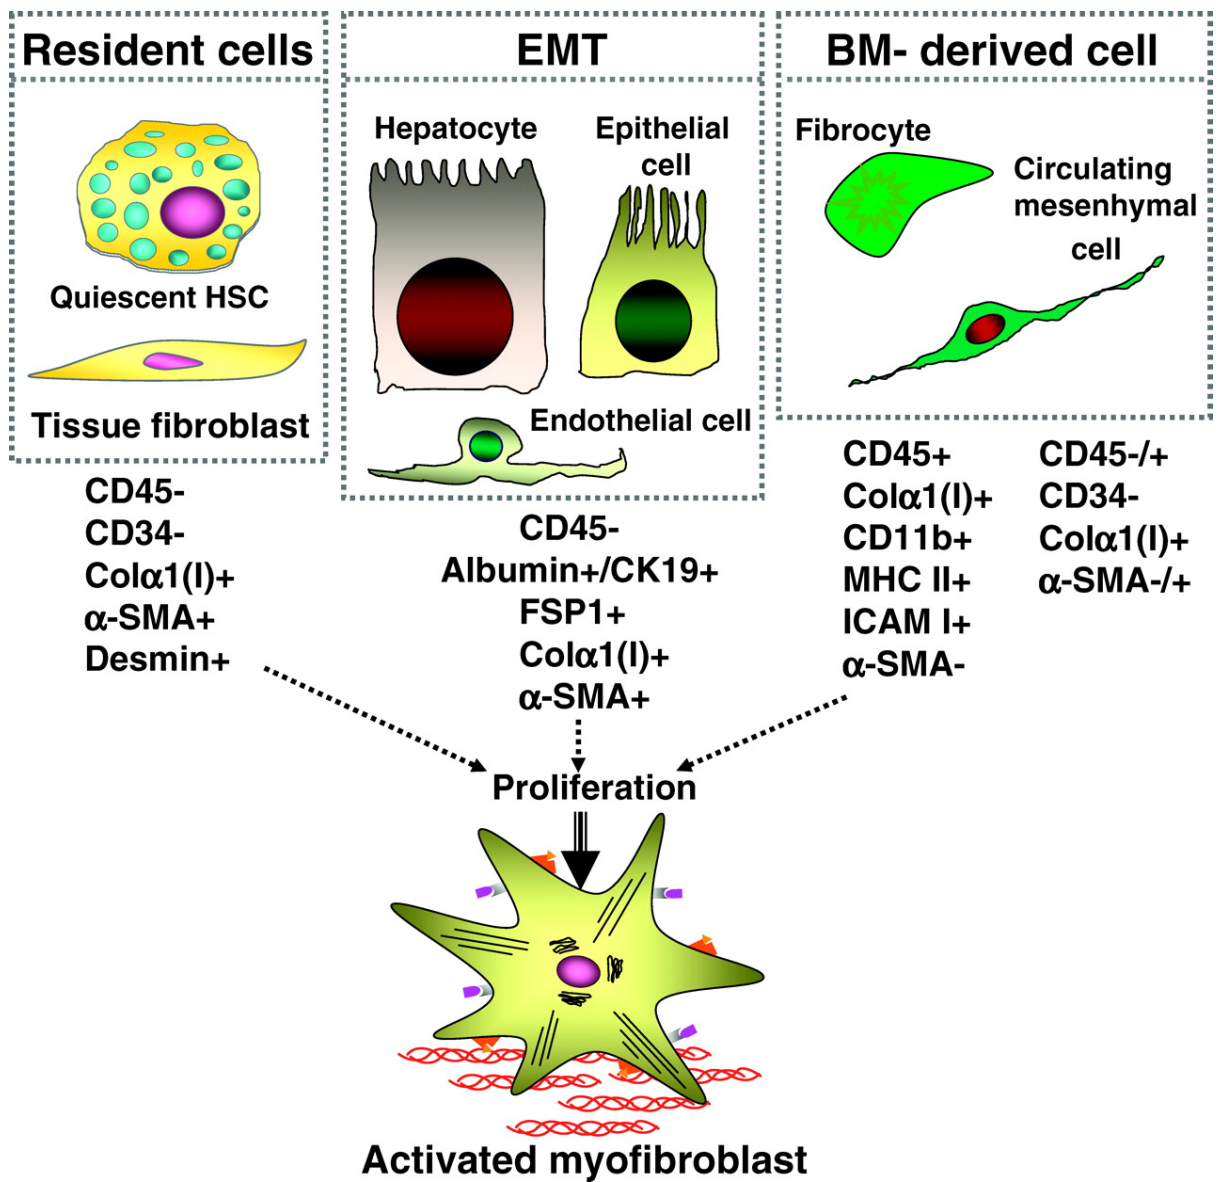 Resident cells
Quiescent HSC
Tissue fibroblast
CD45-
CD34-
Colα1(I)+
α-SMA+
Desmin+
EMT
Hepatocyte
Epithelial
cell
Endothelial cell
CD45-
Albumin+/CK19+
FSP1+
Colα1(I)+
α-SMA+
BM- derived cell
Fibrocyte
Circulating
mesenhymal
cell
CD45+
Colα1(I)+
CD11b+
MHC II+
ICAM I+
α-SMA-
CD45-/+
CD34-
Colα1(I)+
α-SMA-/+
Proliferation
Activated myofibroblast